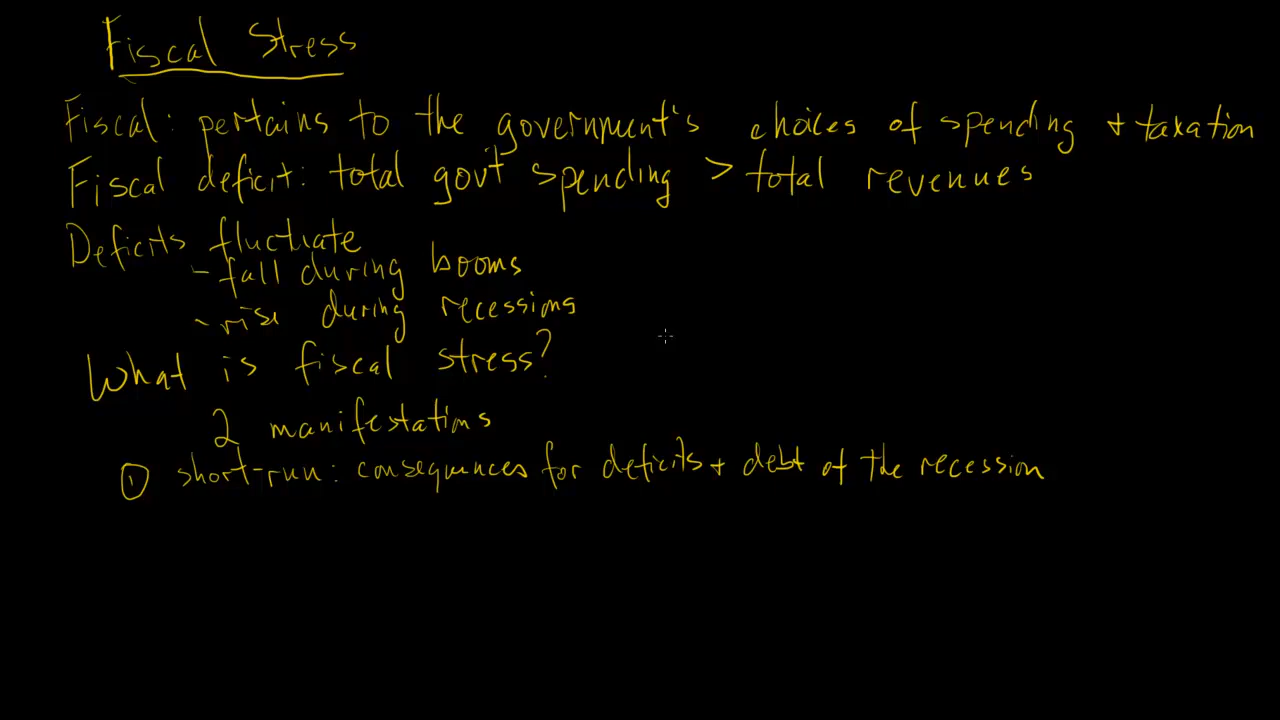 Fiscal Stress
Fiscal: pertains to the government's choices of spending + taxation
Fiscal deficit: total gov't spending > total revenues
Deficits fluctuate
- fall during booms
- rise during recessions
What is fiscal stress?
2 manifestations
① short-run: consequences for deficits + debt of the recession